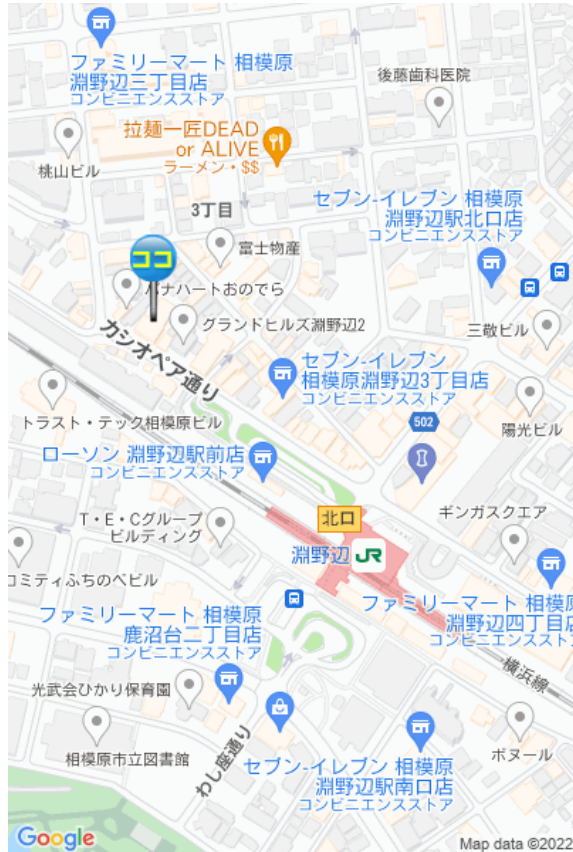 ファミリーマート 相模原
淵野辺三丁目店
コンビニエンスストア
後藤歯科医院
拉麺一匠DEAD
or ALIVE
ラーメン・$$
桃山ビル
セブン-イレブン 相模原
淵野辺駅北口店
コンビニエンスストア
3丁目
富士物産
ココ
バナハートおのでら
グランドヒルズ淵野辺2
三敬ビル
カシオペア通り
セブン-イレブン
相模原淵野辺3丁目店
コンビニエンスストア
トラスト・テック相模原ビル
502
陽光ビル
ローソン 淵野辺駅前店
コンビニエンスストア
北口
T・E・Cグループ
ビルディング
ギンガスクエア
淵野辺 JR
コミティふちのべビル
ファミリーマート 相模原
淵野辺四丁目店
コンビニエンスストア
ファミリーマート 相模原
鹿沼台二丁目店
コンビニエンスストア
横浜線
光武会ひかり保育園
わし座通り
相模原市立図書館
ボヌール
セブン-イレブン 相模原
淵野辺駅南口店
コンビニエンスストア
Google
Map data ©2022